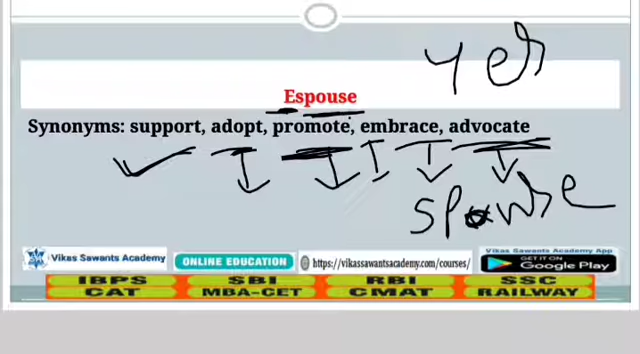 yes
Espouse
Synonyms: support, adopt, promote, embrace, advocate
spouse
Vikas Sawants Academy
ONLINE EDUCATION
https://vikassawantsacademy.com/courses/
Vikas Sawants Academy App
GET IT ON
Google Play
IBPS SBI RBI SSC
CAT MBA-CET CMAT RAILWAY